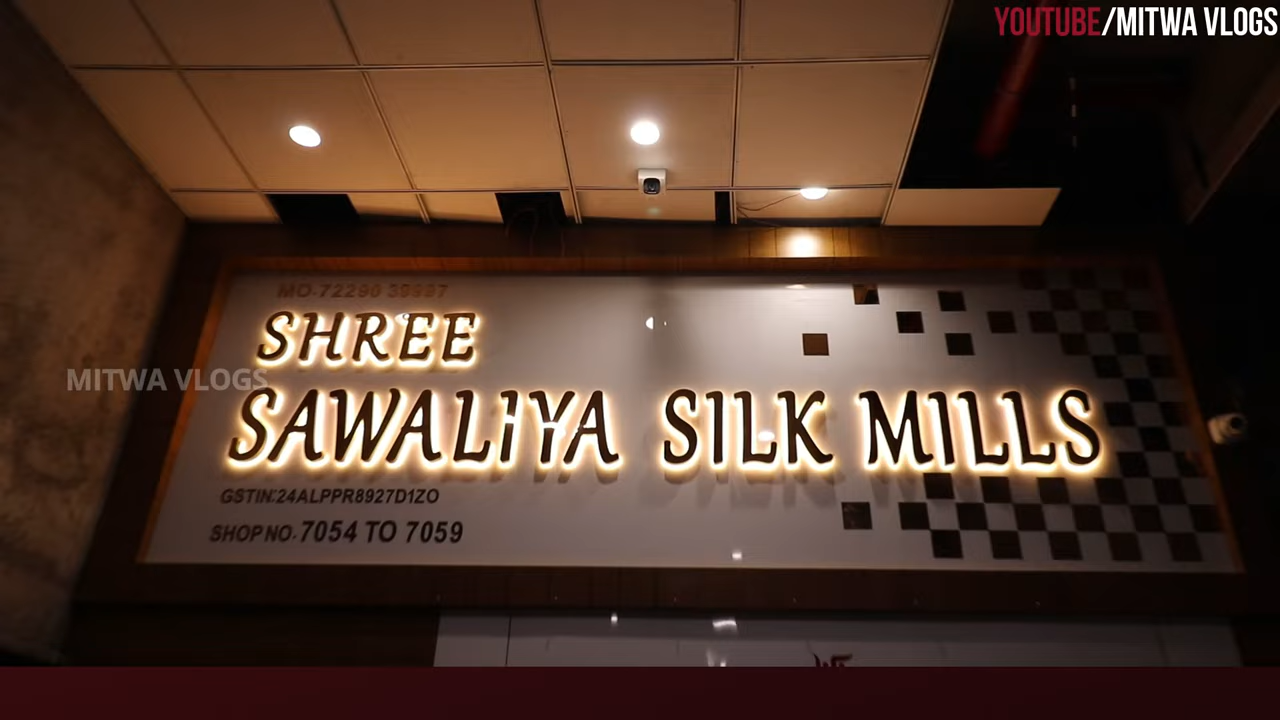 YOUTUBE/MITWA VLOGS
SHREE
MITWA VLOGS
SAWALIYA SILK MILLS
GSTIN:24ALPPR8927D1ZO
SHOP NO. 7054 TO 7059